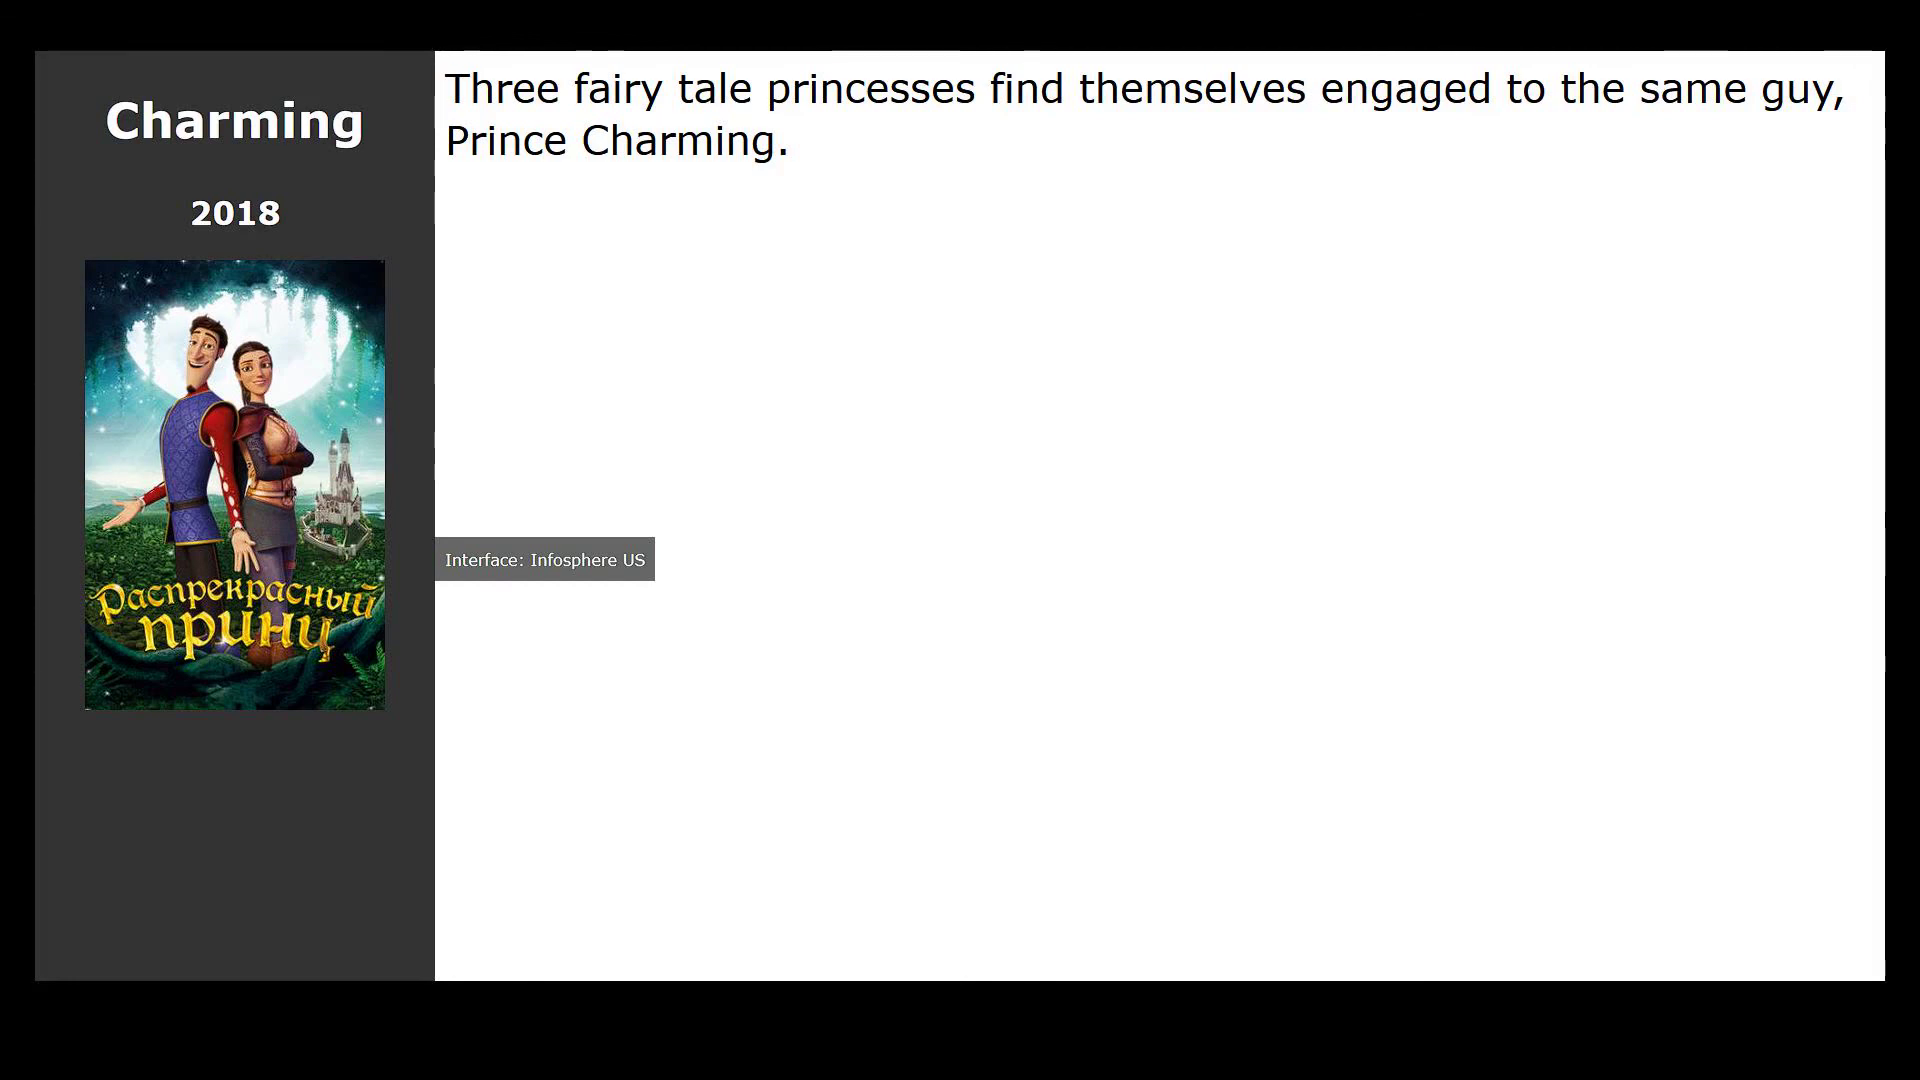 Charming
2018
Распрекрасный
принц
Three fairy tale princesses find themselves engaged to the same guy,
Prince Charming.
Interface: Infosphere US